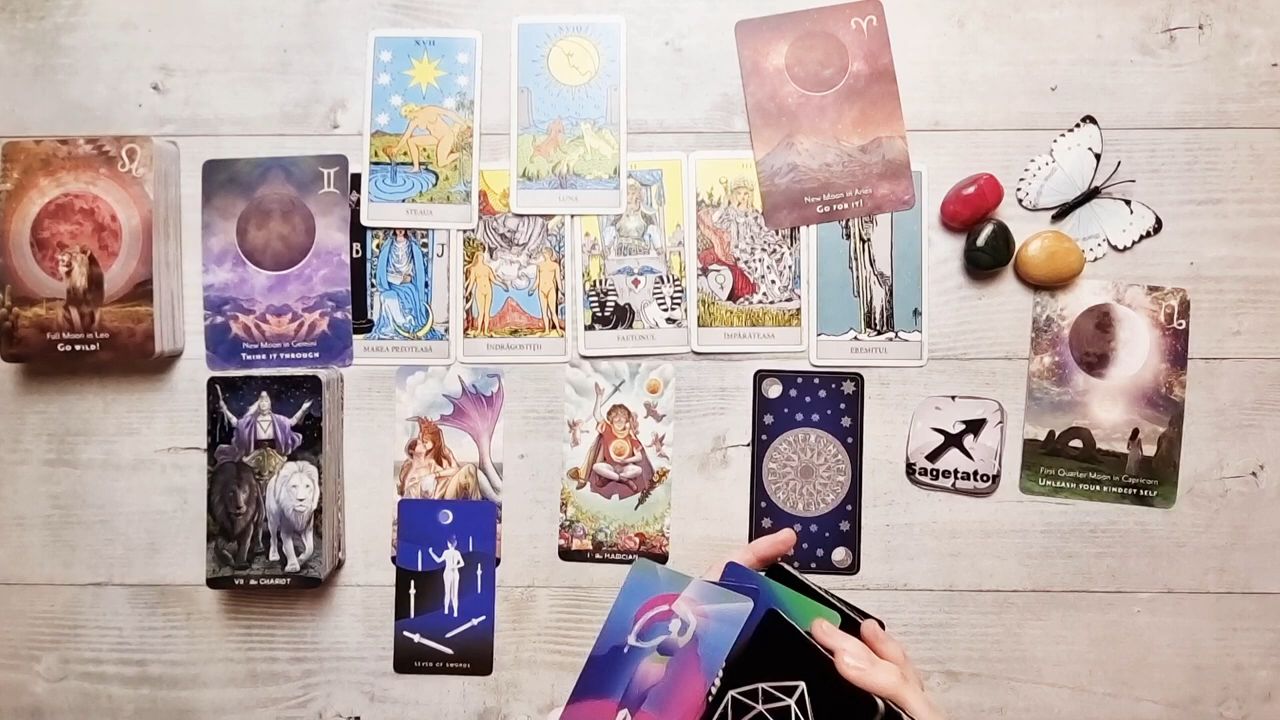 XVII
STEAUA
XVIII
LUNA
New Moon in Aries
GO FOR IT!
Full Moon in Leo
GO WILD!
New Moon in Gemini
THINK IT THROUGH
B
J
MAREA PREOTEASĂ
ÎNDRĂGOSTIȚII
FAETONUL
III
ÎMPĂRĂTEASA
EREMITUL
First Quarter Moon in Capricorn
UNLEASH YOUR KINDEST SELF
Sagetator
VII · the CHARIOT
I · the MAGICIAN
SEVEN OF SWORDS